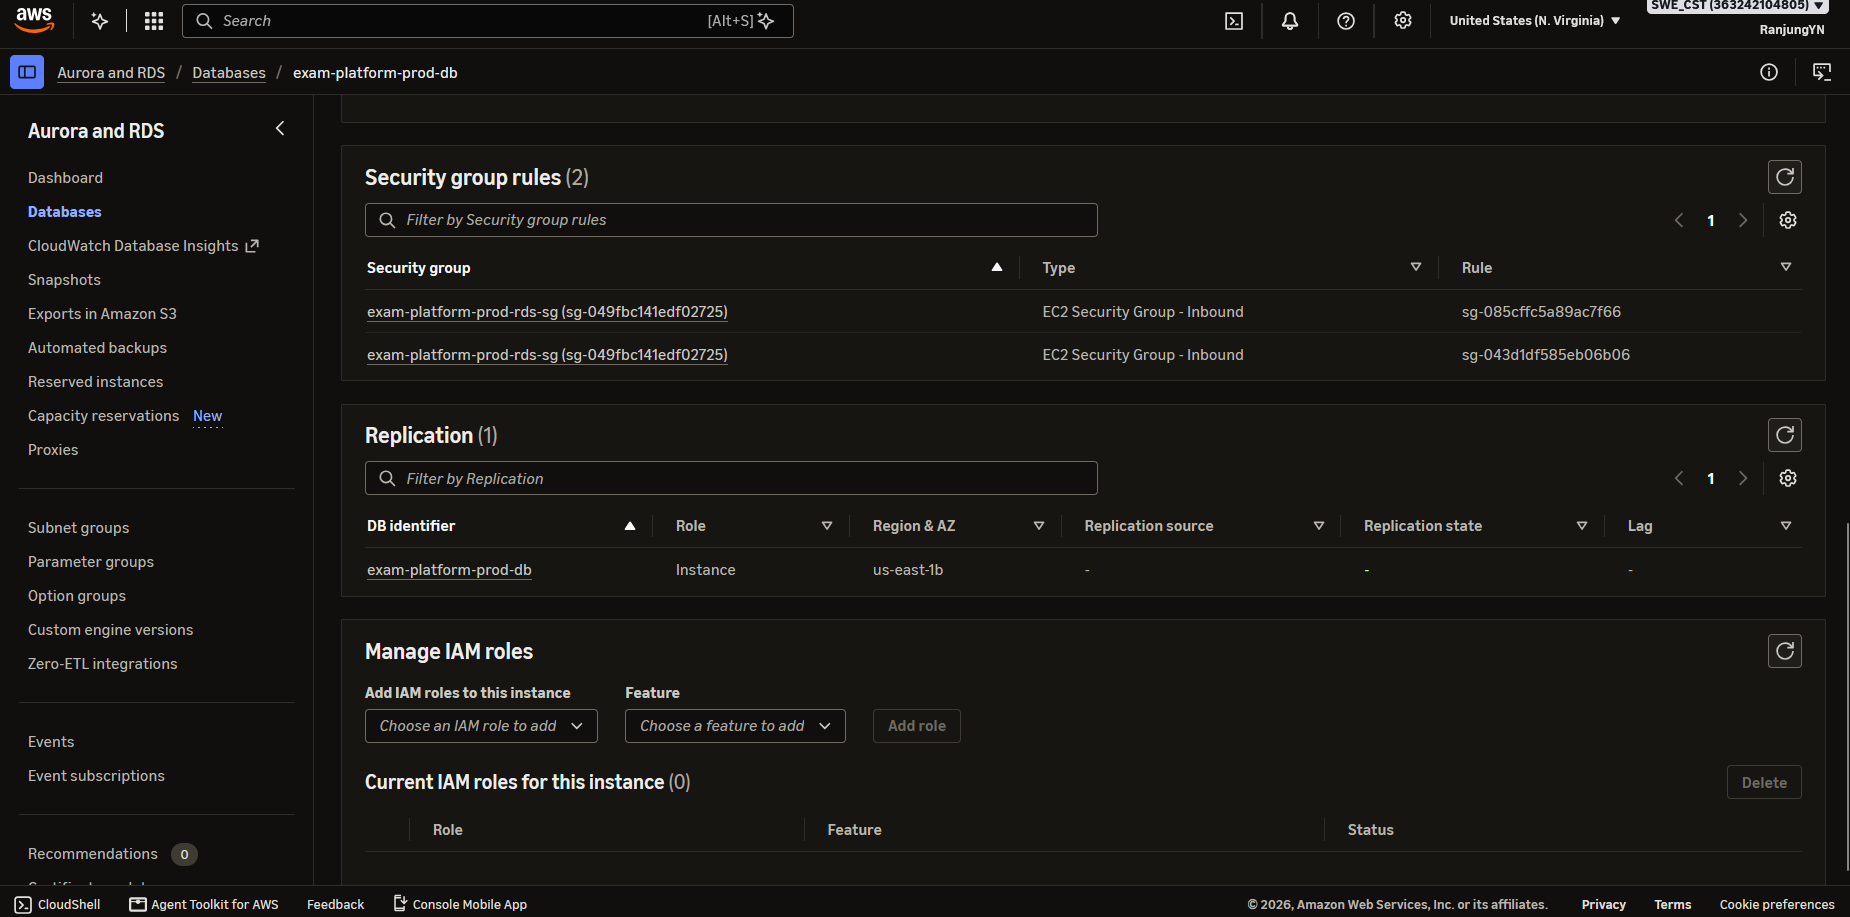 aws
Search
[Alt+S]
United States (N. Virginia)
SWE_CST (363242104805)
RanjungYN
Aurora and RDS / Databases / exam-platform-prod-db
Aurora and RDS
Dashboard
Databases
CloudWatch Database Insights
Snapshots
Exports in Amazon S3
Automated backups
Reserved instances
Capacity reservations New
Proxies
Subnet groups
Parameter groups
Option groups
Custom engine versions
Zero-ETL integrations
Events
Event subscriptions
Recommendations 0
Security group rules (2)
Filter by Security group rules
1
Security group Type Rule
exam-platform-prod-rds-sg (sg-049fbc141edf02725) EC2 Security Group - Inbound sg-085cffc5a89ac7f66
exam-platform-prod-rds-sg (sg-049fbc141edf02725) EC2 Security Group - Inbound sg-043d1df585eb06b06
Replication (1)
Filter by Replication
1
DB identifier Role Region & AZ Replication source Replication state Lag
exam-platform-prod-db Instance us-east-1b - - -
Manage IAM roles
Add IAM roles to this instance Feature
Choose an IAM role to add Choose a feature to add Add role
Current IAM roles for this instance (0)
Delete
Role Feature Status
CloudShell Agent Toolkit for AWS Feedback Console Mobile App
© 2026, Amazon Web Services, Inc. or its affiliates. Privacy Terms Cookie preferences